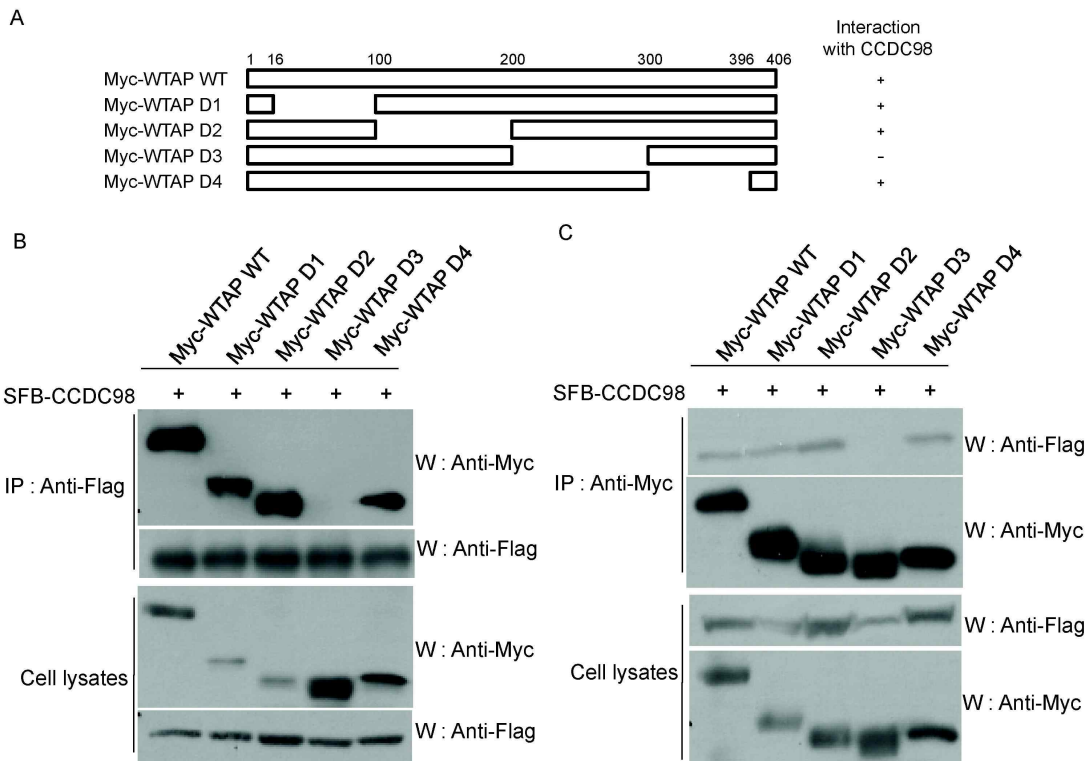 A
Interaction
with CCDC98
1 16 100 200 300 396 406
Myc-WTAP WT +
Myc-WTAP D1 +
Myc-WTAP D2 +
Myc-WTAP D3 -
Myc-WTAP D4 +
B
Myc-WTAP WT
Myc-WTAP D1
Myc-WTAP D2
Myc-WTAP D3
Myc-WTAP D4
SFB-CCDC98 + + + + +
IP : Anti-Flag
W : Anti-Myc
W : Anti-Flag
Cell lysates
W : Anti-Myc
W : Anti-Flag
C
Myc-WTAP WT
Myc-WTAP D1
Myc-WTAP D2
Myc-WTAP D3
Myc-WTAP D4
SFB-CCDC98 + + + + +
IP : Anti-Myc
W : Anti-Flag
W : Anti-Myc
Cell lysates
W : Anti-Flag
W : Anti-Myc